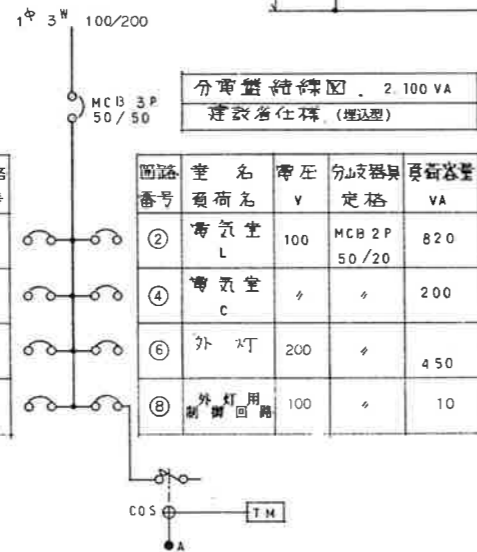 1φ 3W 100/200
MCB 3P
50/50
分電盤結線図. 2.100 VA
建設省仕様 (埋込型)
回路番号 室名 負荷名 電圧 V 分岐器具定格 負荷容量 VA
② 電気室 L 100 MCB 2P 50/20 820
④ 電気室 C 〃 〃 200
⑥ 外灯 200 〃 450
⑧ 外灯用制御回路 100 〃 10
COS
TM
A